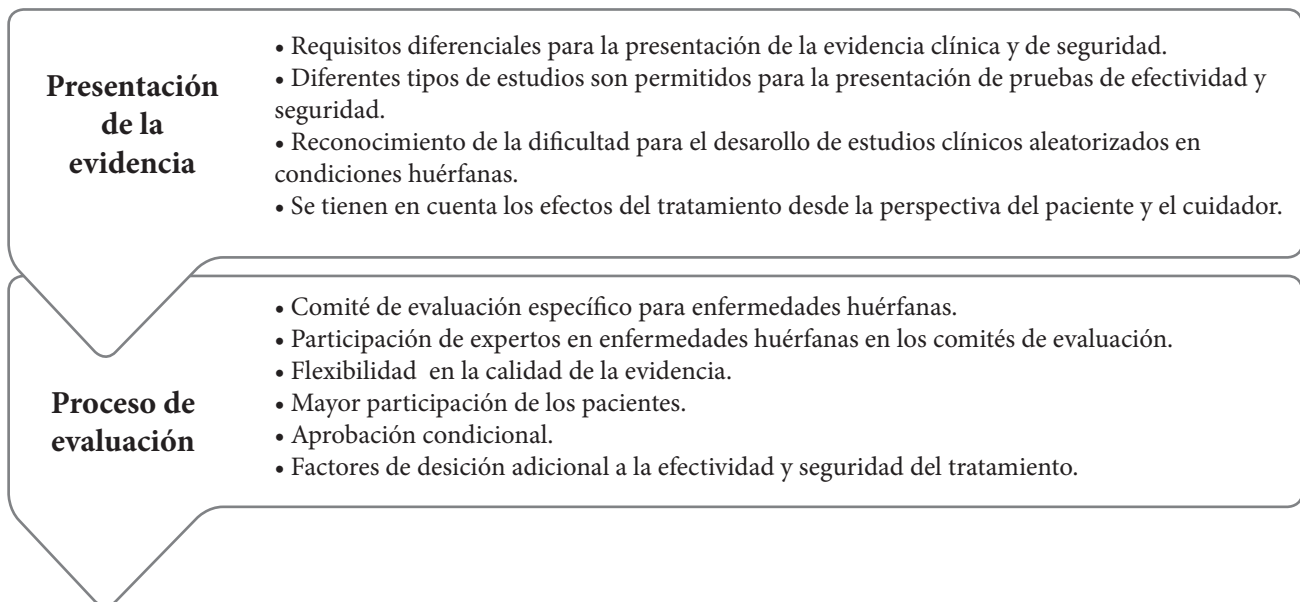 Presentación
de la
evidencia
• Requisitos diferenciales para la presentación de la evidencia clínica y de seguridad.
• Diferentes tipos de estudios son permitidos para la presentación de pruebas de efectividad y
seguridad.
• Reconocimiento de la dificultad para el desarollo de estudios clínicos aleatorizados en
condiciones huérfanas.
• Se tienen en cuenta los efectos del tratamiento desde la perspectiva del paciente y el cuidador.
Proceso de
evaluación
• Comité de evaluación específico para enfermedades huérfanas.
• Participación de expertos en enfermedades huérfanas en los comités de evaluación.
• Flexibilidad en la calidad de la evidencia.
• Mayor participación de los pacientes.
• Aprobación condicional.
• Factores de desición adicional a la efectividad y seguridad del tratamiento.